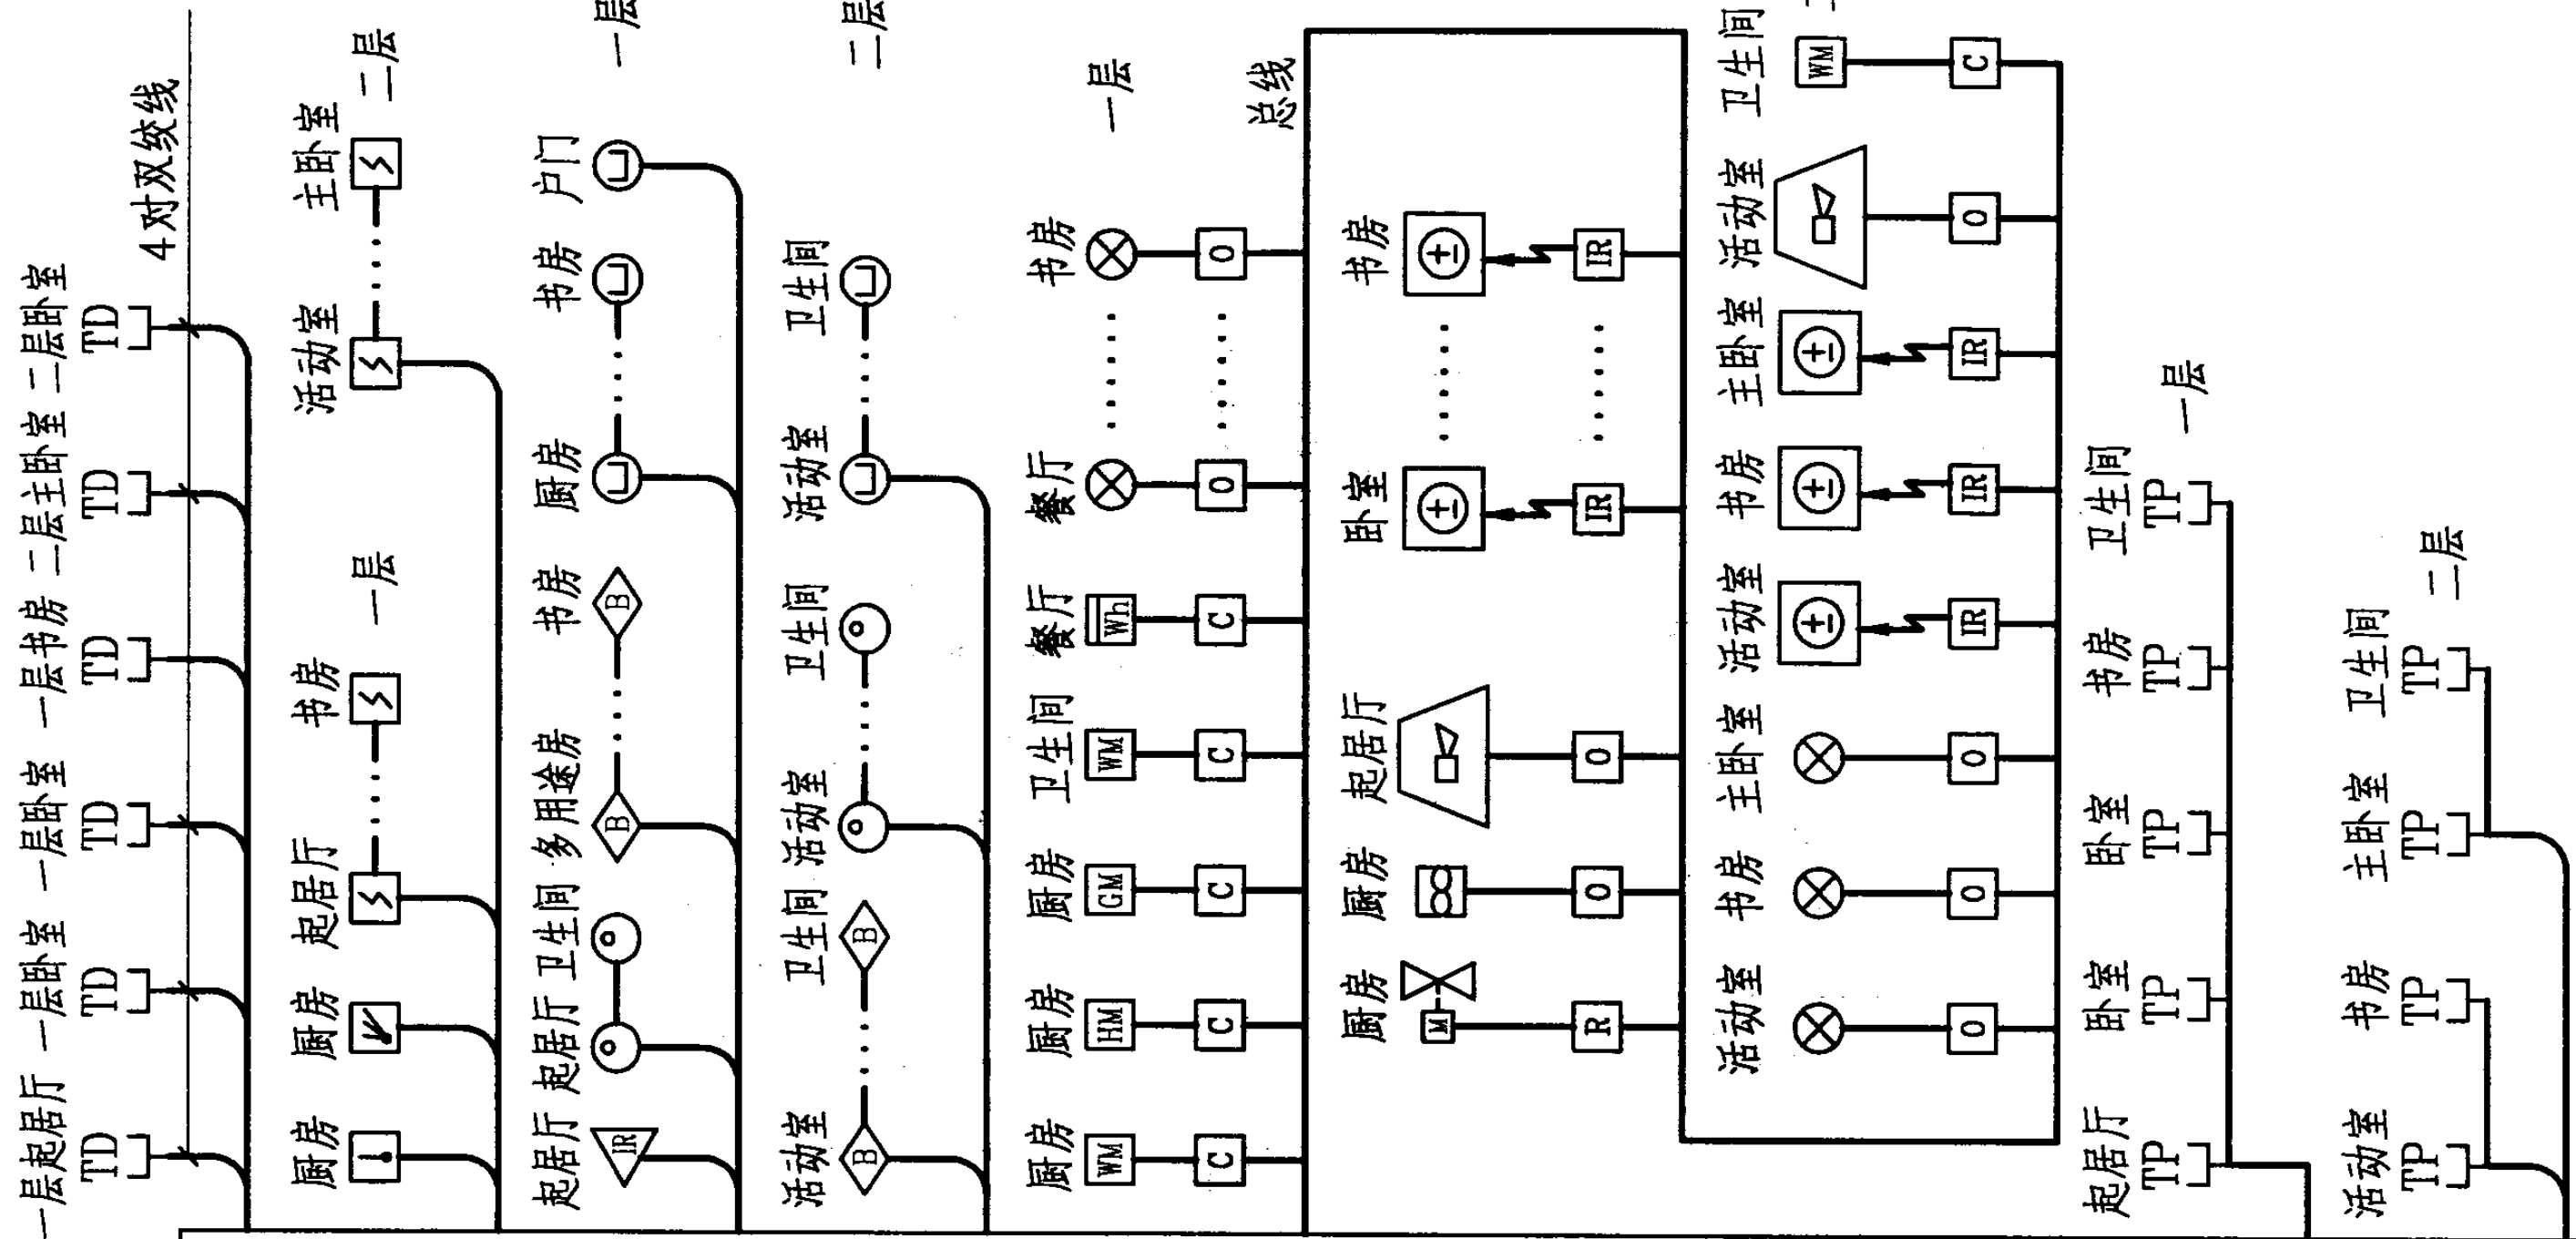 一层起居厅 一层卧室 一层卧室 一层书房 二层主卧室 二层卧室
TD TD TD TD TD TD
4对双绞线
厨房 厨房 起居厅 书房 活动室 主卧室
一层 二层
起居厅 起居厅 卫生间 多用途房 书房 厨房 书房 户门
IR B B 一层
活动室 卫生间 活动室 卫生间 活动室 卫生间
B B 二层
厨房 厨房 厨房 卫生间 餐厅 餐厅 书房
WM HM GM WM Wh 一层
C C C C C O O
总线
厨房 厨房 起居厅 卧室 书房
M
R O O IR IR
活动室 书房 主卧室 活动室 书房 主卧室 活动室 卫生间
WM
O O O IR IR IR O C
起居厅 卧室 卧室 书房 卫生间
TP TP TP TP TP 一层
活动室 书房 主卧室 卫生间
TP TP TP TP 二层